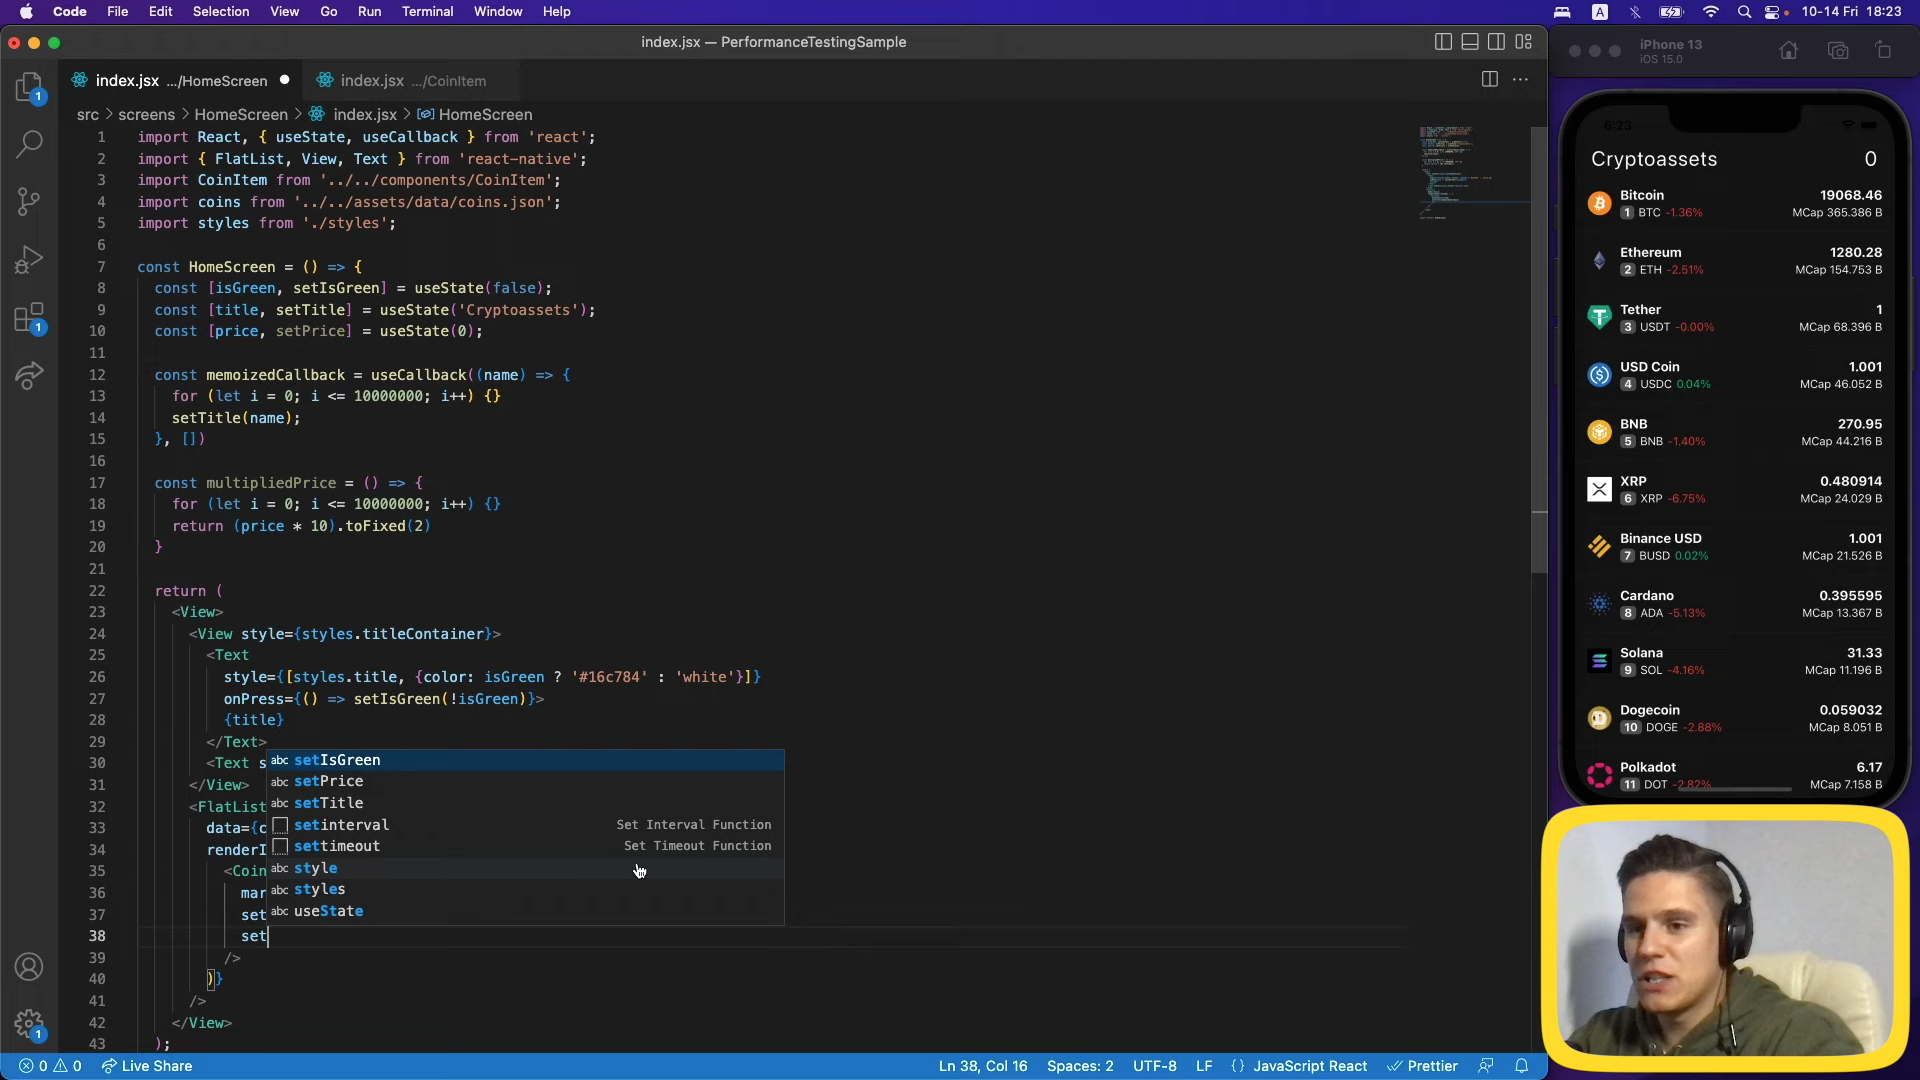 Code File Edit Selection View Go Run Terminal Window Help
A 10-14 Fri 18:23
index.jsx — PerformanceTestingSample
index.jsx .../HomeScreen
index.jsx .../CoinItem
src > screens > HomeScreen > index.jsx > HomeScreen
1 import React, { useState, useCallback } from 'react';
2 import { FlatList, View, Text } from 'react-native';
3 import CoinItem from '../../components/CoinItem';
4 import coins from '../../assets/data/coins.json';
5 import styles from './styles';
6
7 const HomeScreen = () => {
8 const [isGreen, setIsGreen] = useState(false);
9 const [title, setTitle] = useState('Cryptoassets');
10 const [price, setPrice] = useState(0);
11
12 const memoizedCallback = useCallback((name) => {
13 for (let i = 0; i <= 10000000; i++) {}
14 setTitle(name);
15 }, [])
16
17 const multipliedPrice = () => {
18 for (let i = 0; i <= 10000000; i++) {}
19 return (price * 10).toFixed(2)
20 }
21
22 return (
23 <View>
24 <View style={styles.titleContainer}>
25 <Text
26 style={[styles.title, {color: isGreen ? '#16c784' : 'white'}]}
27 onPress={() => setIsGreen(!isGreen)}>
28 {title}
29 </Text>
30 <Text s
31 </View>
32 <FlatList
33 data={c
34 renderI
35 <Coin
36 mar
37 set
38 set
39 />
40 )}
41 />
42 </View>
43 );
abc setIsGreen
abc setPrice
abc setTitle
setinterval Set Interval Function
settimeout Set Timeout Function
abc style
abc styles
abc useState
1
1
1
0 0 Live Share
Ln 38, Col 16 Spaces: 2 UTF-8 LF {} JavaScript React Prettier
iPhone 13
iOS 15.0
6:23
Cryptoassets 0
Bitcoin 19068.46
1 BTC -1.36% MCap 365.386 B
Ethereum 1280.28
2 ETH -2.51% MCap 154.753 B
Tether 1
3 USDT -0.00% MCap 68.396 B
USD Coin 1.001
4 USDC 0.04% MCap 46.052 B
BNB 270.95
5 BNB -1.40% MCap 44.216 B
XRP 0.480914
6 XRP -6.75% MCap 24.029 B
Binance USD 1.001
7 BUSD 0.02% MCap 21.526 B
Cardano 0.395595
8 ADA -5.13% MCap 13.367 B
Solana 31.33
9 SOL -4.16% MCap 11.196 B
Dogecoin 0.059032
10 DOGE -2.88% MCap 8.051 B
Polkadot 6.17
11 DOT -2.82% MCap 7.158 B